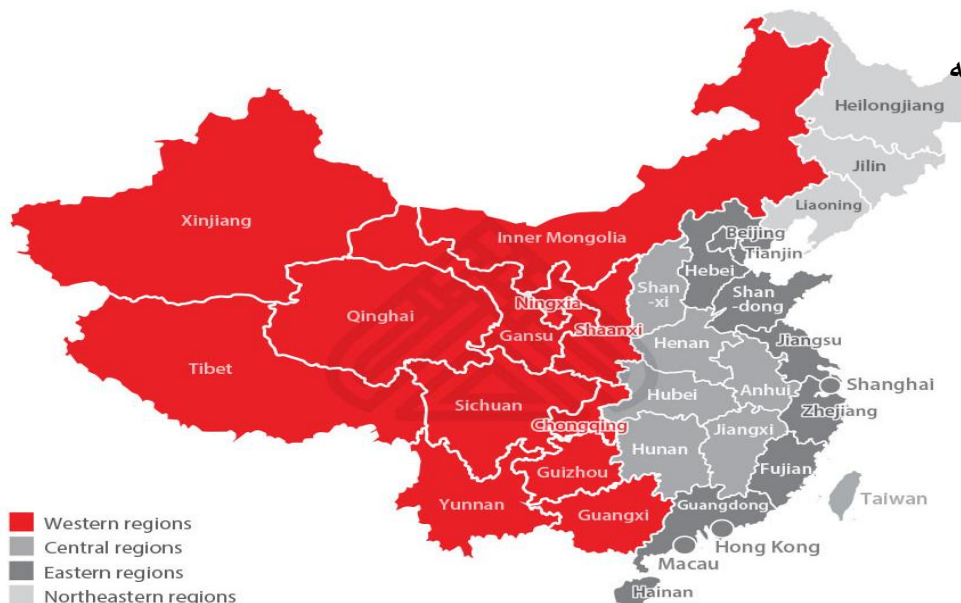 Heilongjiang
Jilin
Liaoning
Xinjiang
Inner Mongolia
Beijing
Tianjin
Hebei
Shan
-xi
Shan
-dong
Ningxia
Qinghai
Gansu
Shaanxi
Henan
Jiangsu
Tibet
Shanghai
Anhui
Hubei
Sichuan
Zhejiang
Chongqing
Jiangxi
Hunan
Guizhou
Fujian
Yunnan
Guangxi
Guangdong
Taiwan
Hong Kong
Macau
Hainan
Western regions
Central regions
Eastern regions
Northeastern regions